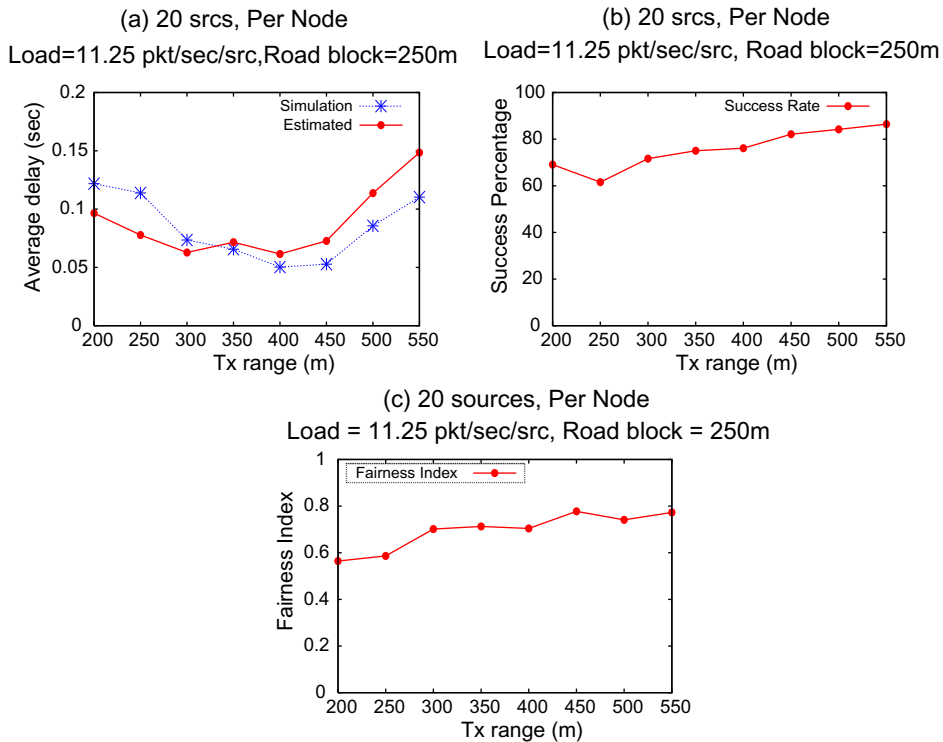 (a) 20 srcs, Per Node
Load=11.25 pkt/sec/src,Road block=250m
0.2
0.15
0.1
0.05
0
Average delay (sec)
Simulation
Estimated
200 250 300 350 400 450 500 550
Tx range (m)
(b) 20 srcs, Per Node
Load=11.25 pkt/sec/src, Road block=250m
100
80
60
40
20
0
Success Percentage
Success Rate
200 250 300 350 400 450 500 550
Tx range (m)
(c) 20 sources, Per Node
Load = 11.25 pkt/sec/src, Road block = 250m
1
0.8
0.6
0.4
0.2
0
Fairness Index
Fairness Index
200 250 300 350 400 450 500 550
Tx range (m)